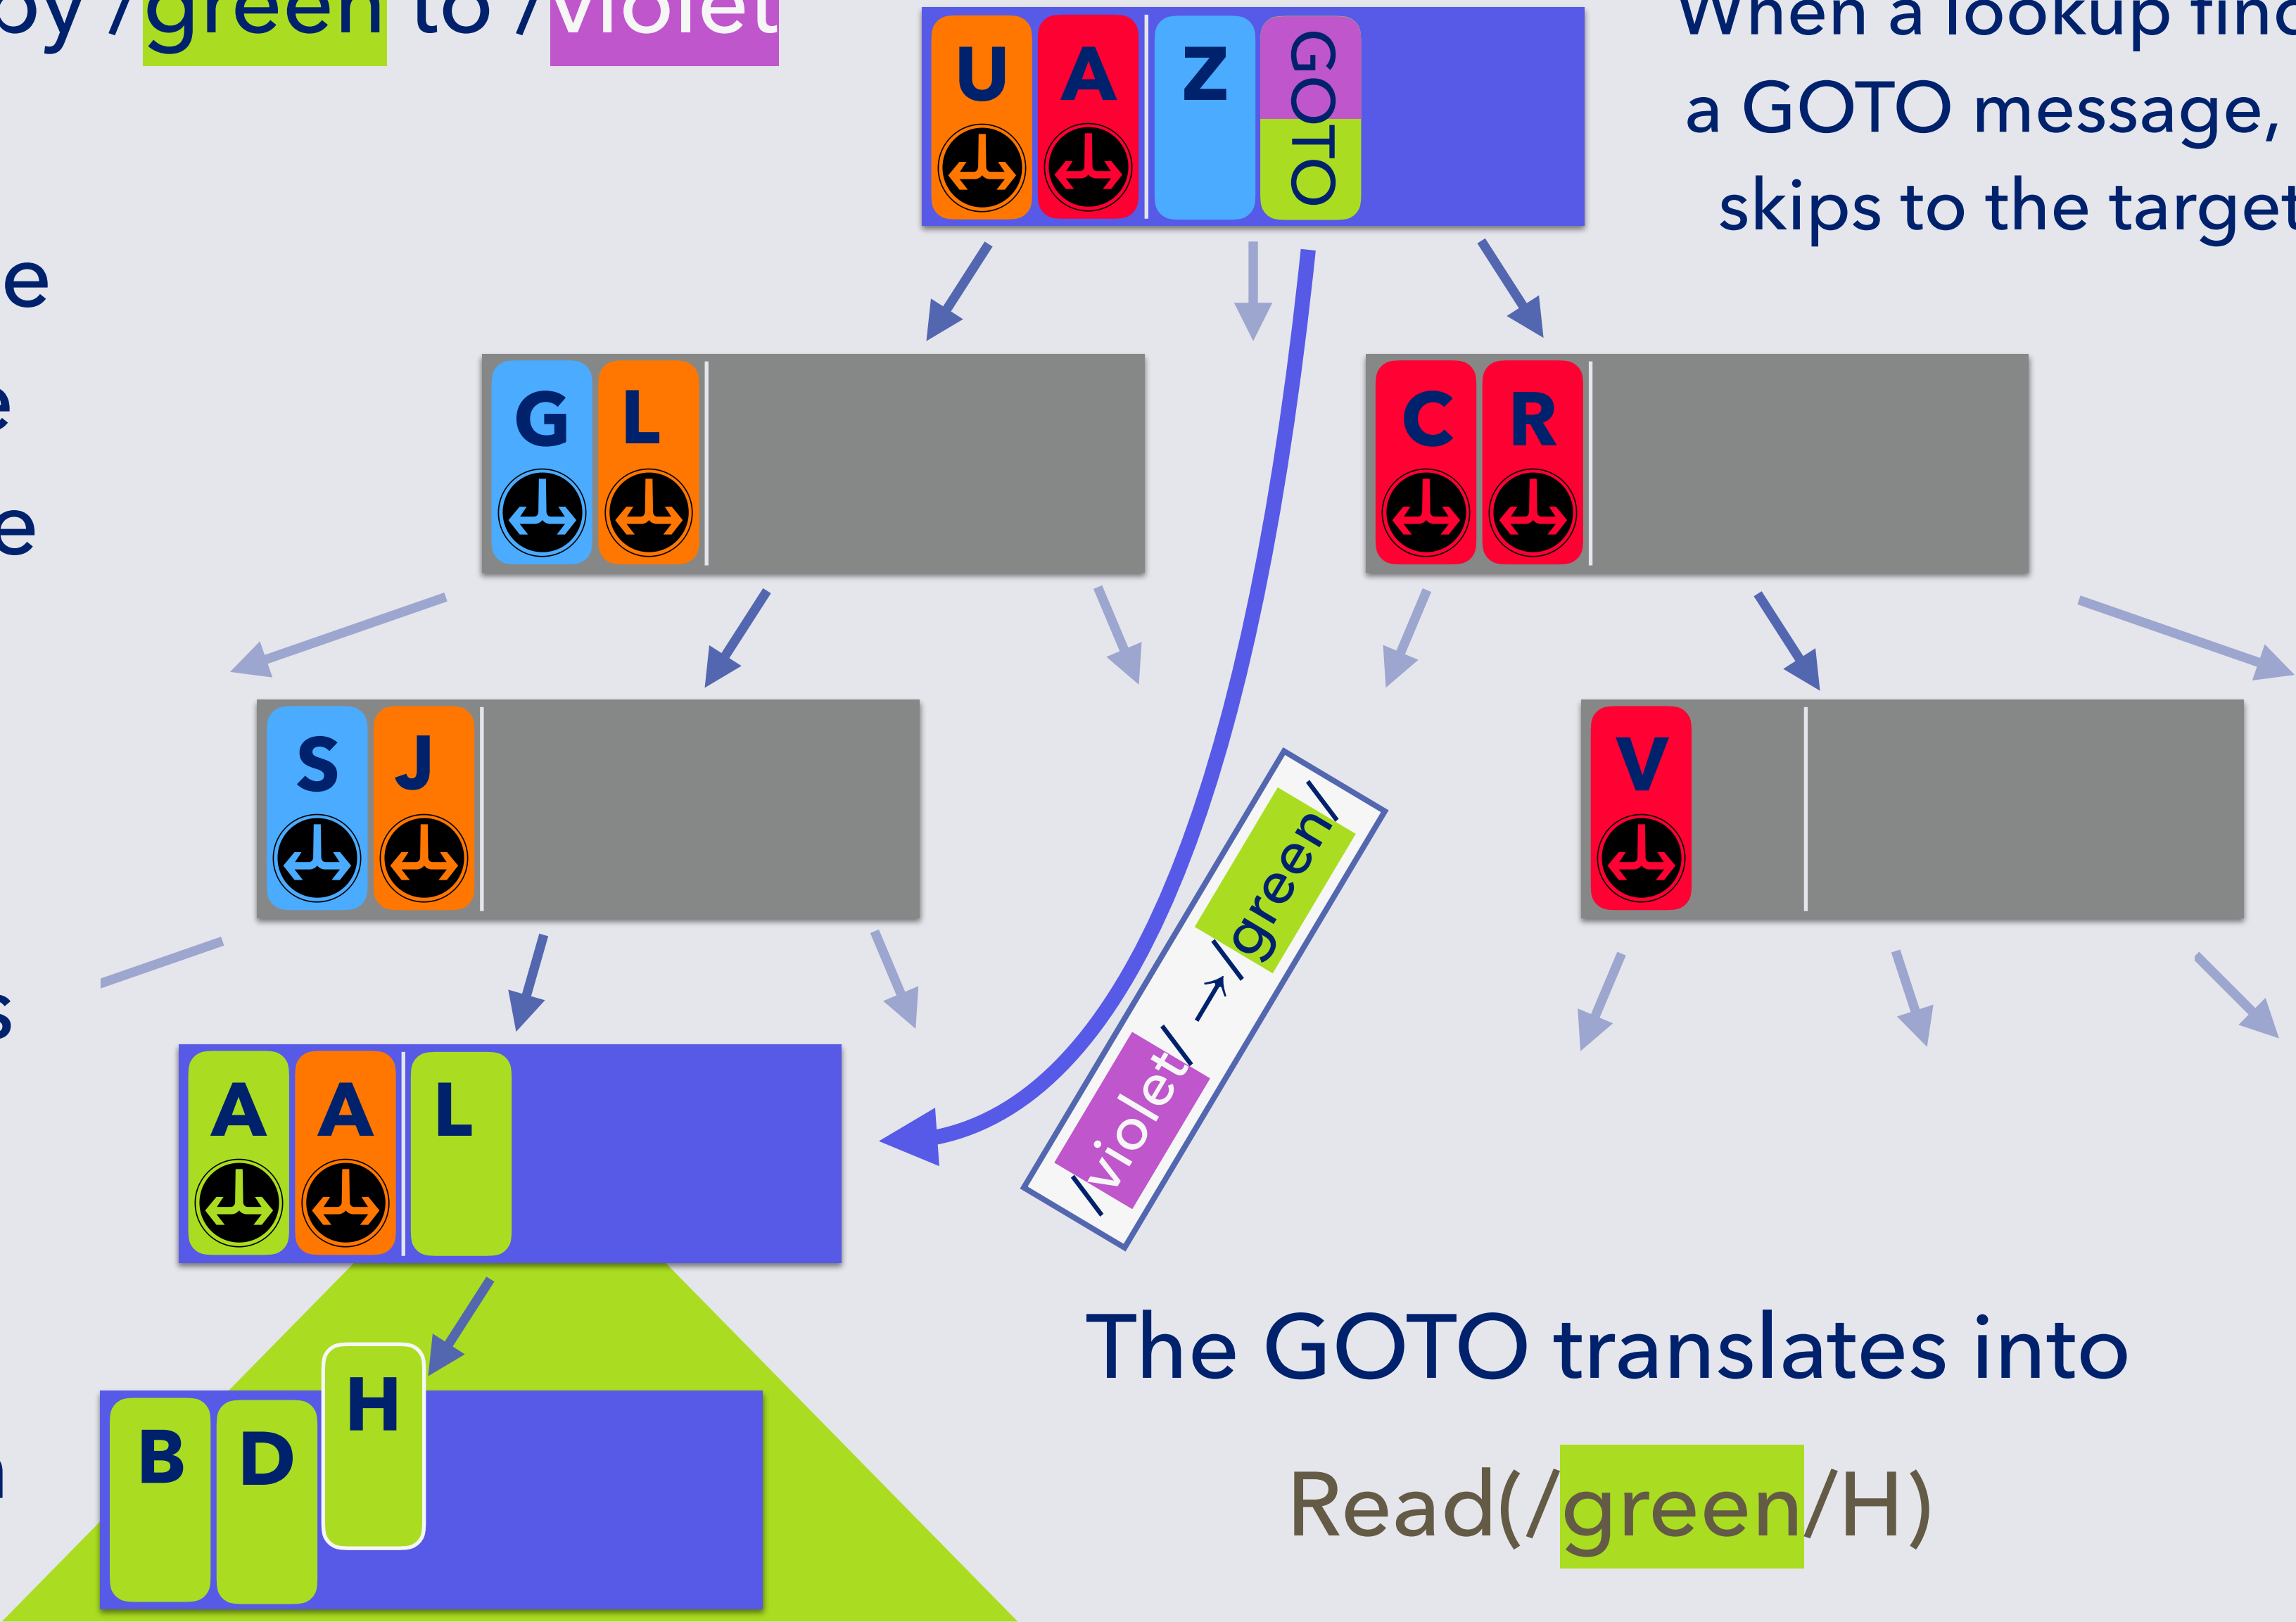 by /green to /violet
When a lookup find
a GOTO message,
skips to the target
U A Z GOTO
e
e
e
G L
C R
S J
V
/violet/ → /green/
s
A A L
H
B D
The GOTO translates into
Read(/green/H)